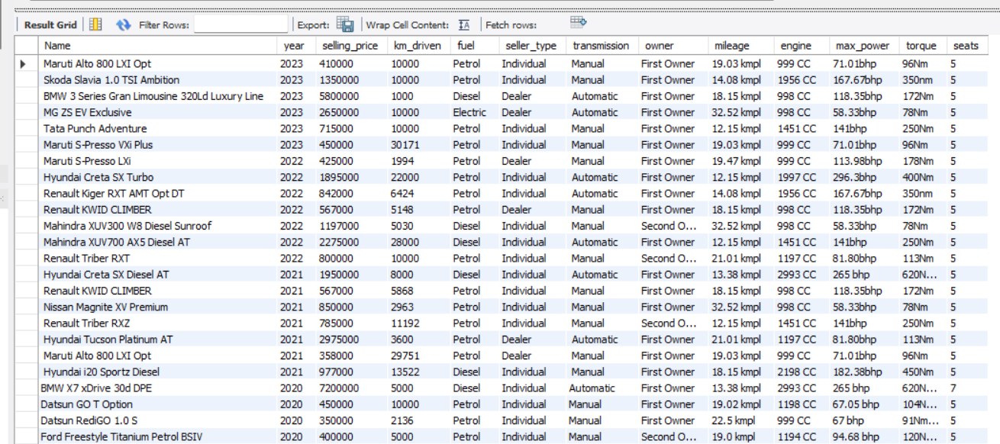 Result Grid Filter Rows: Export: Wrap Cell Content: Fetch rows:
Name year selling_price km_driven fuel seller_type transmission owner mileage engine max_power torque seats
Maruti Alto 800 LXI Opt 2023 410000 10000 Petrol Individual Manual First Owner 19.03 kmpl 999 CC 71.01bhp 96Nm 5
Skoda Slavia 1.0 TSI Ambition 2023 1350000 10000 Petrol Individual Manual First Owner 14.08 kmpl 1956 CC 167.67bhp 350nm 5
BMW 3 Series Gran Limousine 320Ld Luxury Line 2023 5800000 1000 Diesel Dealer Automatic First Owner 18.15 kmpl 998 CC 118.35bhp 172Nm 5
MG ZS EV Exclusive 2023 2650000 10000 Electric Dealer Automatic First Owner 32.52 kmpl 998 CC 58.33bhp 78Nm 5
Tata Punch Adventure 2023 715000 10000 Petrol Individual Manual First Owner 12.15 kmpl 1451 CC 141bhp 250Nm 5
Maruti S-Presso VXi Plus 2023 450000 30171 Petrol Individual Manual First Owner 19.03 kmpl 999 CC 71.01bhp 96Nm 5
Maruti S-Presso LXi 2022 425000 1994 Petrol Dealer Manual First Owner 19.47 kmpl 999 CC 113.98bhp 178Nm 5
Hyundai Creta SX Turbo 2022 1895000 22000 Petrol Individual Automatic First Owner 12.15 kmpl 1997 CC 296.3bhp 400Nm 5
Renault Kiger RXT AMT Opt DT 2022 842000 6424 Petrol Individual Automatic First Owner 14.08 kmpl 1956 CC 167.67bhp 350nm 5
Renault KWID CLIMBER 2022 567000 5148 Petrol Dealer Manual First Owner 18.15 kmpl 998 CC 118.35bhp 172Nm 5
Mahindra XUV300 W8 Diesel Sunroof 2022 1197000 5030 Diesel Individual Manual Second O... 32.52 kmpl 998 CC 58.33bhp 78Nm 5
Mahindra XUV700 AX5 Diesel AT 2022 2275000 28000 Diesel Individual Automatic First Owner 12.15 kmpl 1451 CC 141bhp 250Nm 5
Renault Triber RXT 2022 800000 10000 Petrol Individual Manual Second O... 21.01 kmpl 1197 CC 81.80bhp 113Nm 5
Hyundai Creta SX Diesel AT 2021 1950000 8000 Diesel Individual Automatic First Owner 13.38 kmpl 2993 CC 265 bhp 620N... 5
Renault KWID CLIMBER 2021 567000 5868 Petrol Individual Manual First Owner 18.15 kmpl 998 CC 118.35bhp 172Nm 5
Nissan Magnite XV Premium 2021 850000 2963 Petrol Individual Manual First Owner 32.52 kmpl 998 CC 58.33bhp 78Nm 5
Renault Triber RXZ 2021 785000 11192 Petrol Individual Manual Second O... 12.15 kmpl 1451 CC 141bhp 250Nm 5
Hyundai Tucson Platinum AT 2021 2975000 3600 Petrol Dealer Automatic First Owner 21.01 kmpl 1197 CC 81.80bhp 113Nm 5
Maruti Alto 800 LXI Opt 2021 358000 29751 Petrol Dealer Manual First Owner 19.03 kmpl 999 CC 71.01bhp 96Nm 5
Hyundai i20 Sportz Diesel 2021 977000 13522 Diesel Individual Manual First Owner 18.15 kmpl 2198 CC 182.38bhp 450Nm 5
BMW X7 xDrive 30d DPE 2020 7200000 5000 Diesel Individual Automatic First Owner 13.38 kmpl 2993 CC 265 bhp 620N... 7
Datsun GO T Option 2020 450000 10000 Petrol Individual Manual First Owner 19.02 kmpl 1198 CC 67.05 bhp 104N... 5
Datsun RediGO 1.0 S 2020 350000 2136 Petrol Individual Manual First Owner 22.5 kmpl 999 CC 67 bhp 91Nm... 5
Ford Freestyle Titanium Petrol BSIV 2020 400000 5000 Petrol Individual Manual Second O... 19.0 kmpl 1194 CC 94.68 bhp 120N... 5